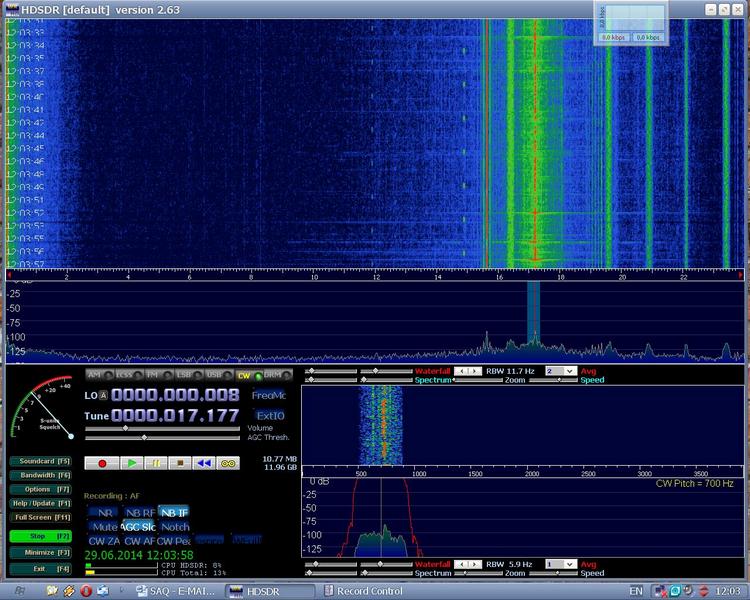 HDSDR [default] version 2.63
0,0 kbps 0,0 kbps
12:03:35
12:03:37
12:03:39
12:03:40
12:03:41
12:03:43
12:03:44
12:03:45
12:03:46
12:03:48
12:03:49
12:03:51
12:03:52
12:03:53
12:03:55
12:03:56
12:03:57
2 4 6 8 10 12 14 16 18 20 22
-25
-50
-75
-100
-125
AM ECSS FM LSB USB CW DRM
LO A 0000.000.008 FreqMgr
Tune 0000.017.177 ExtIO
Volume
AGC Thresh.
+20 +40
S-units
Squelch
Soundcard [F5]
Bandwidth [F6]
Options [F7]
Help / Update [F1]
Full Screen [F11]
Stop [F2]
Minimize [F3]
Exit [F4]
10.77 MB
11.96 GB
Recording : AF
NR NB RF NB IF
Mute AGC Slow Notch
CW ZAP CW AFC CW Peak
29.06.2014 12:03:58
CPU HDSDR: 8%
CPU Total: 13%
Waterfall RBW 11.7 Hz 2 Avg
Spectrum Zoom Speed
500 1000 1500 2000 2500 3000 3500
0 dB CW Pitch = 700 Hz
-25
-50
-75
-100
-125
Waterfall RBW 5.9 Hz 1 Avg
Spectrum Zoom Speed
SAQ - E-MAI... HDSDR Record Control EN 12:03